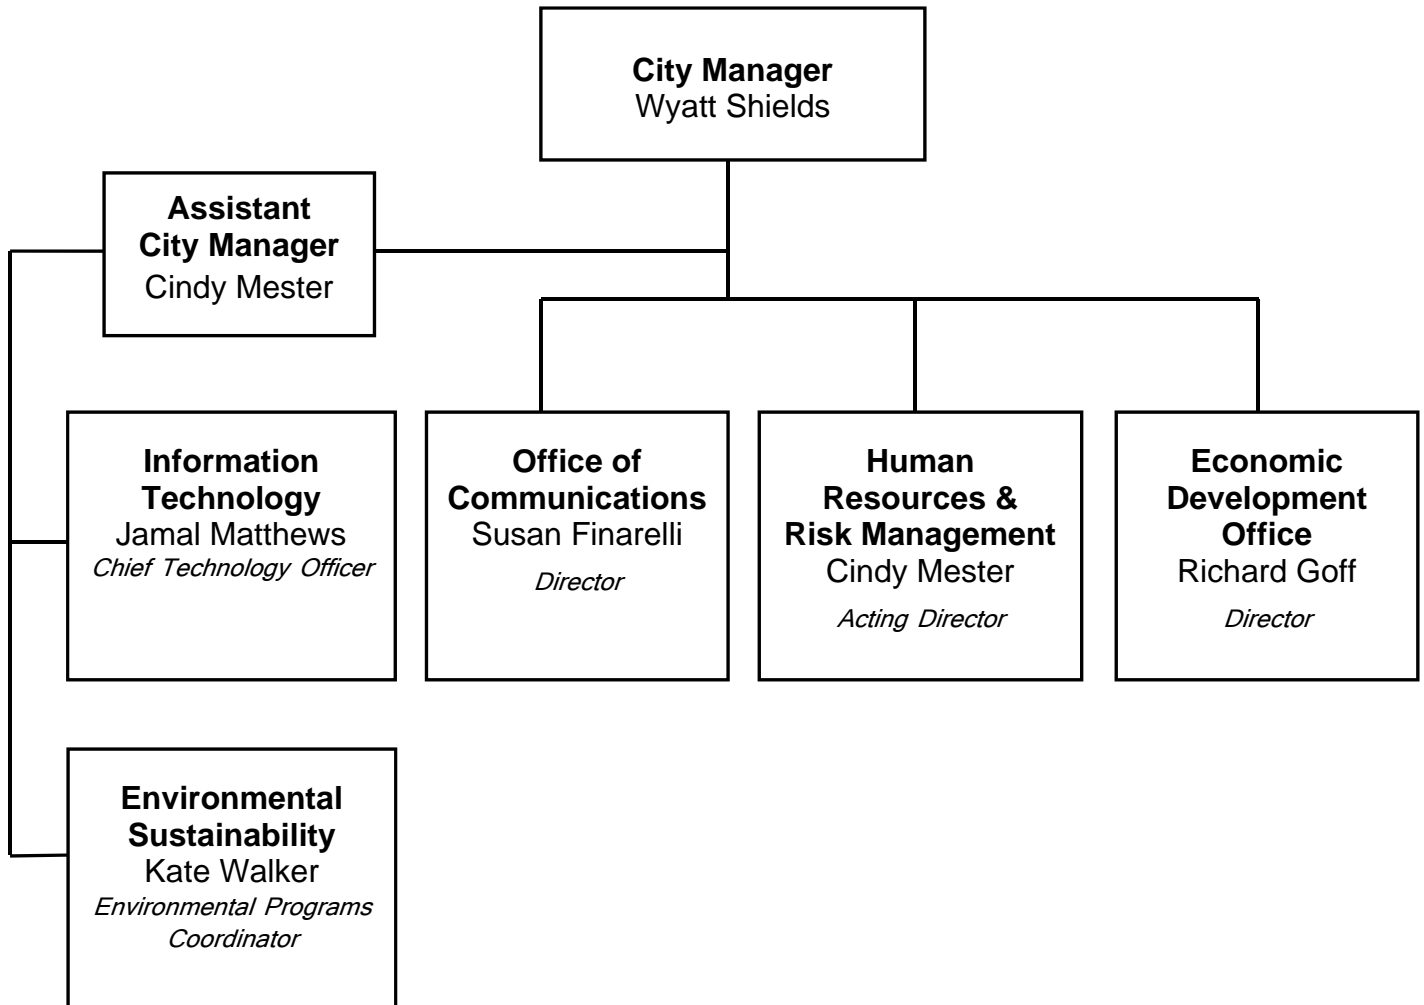 City Manager
Wyatt Shields
Assistant
City Manager
Cindy Mester
Information
Technology
Jamal Matthews
Chief Technology Officer
Office of
Communications
Susan Finarelli
Director
Human
Resources &
Risk Management
Cindy Mester
Acting Director
Economic
Development
Office
Richard Goff
Director
Environmental
Sustainability
Kate Walker
Environmental Programs
Coordinator